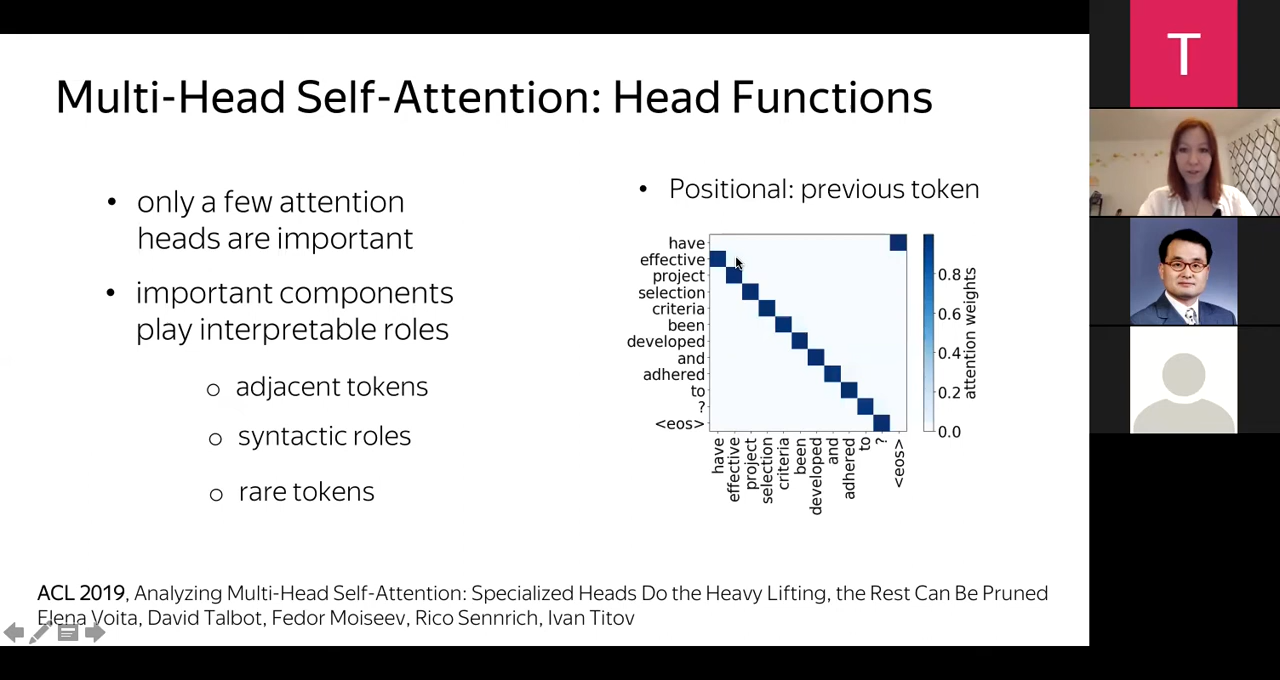 Multi-Head Self-Attention: Head Functions
• only a few attention
heads are important
• important components
play interpretable roles
o adjacent tokens
o syntactic roles
o rare tokens
• Positional: previous token
have
effective
project
selection
criteria
been
developed
and
adhered
to
?
<eos>
have
effective
project
selection
criteria
been
developed
and
adhered
to
?
<eos>
0.8
0.6
0.4
0.2
0.0
attention weights
ACL 2019, Analyzing Multi-Head Self-Attention: Specialized Heads Do the Heavy Lifting, the Rest Can Be Pruned
Elena Voita, David Talbot, Fedor Moiseev, Rico Sennrich, Ivan Titov
T